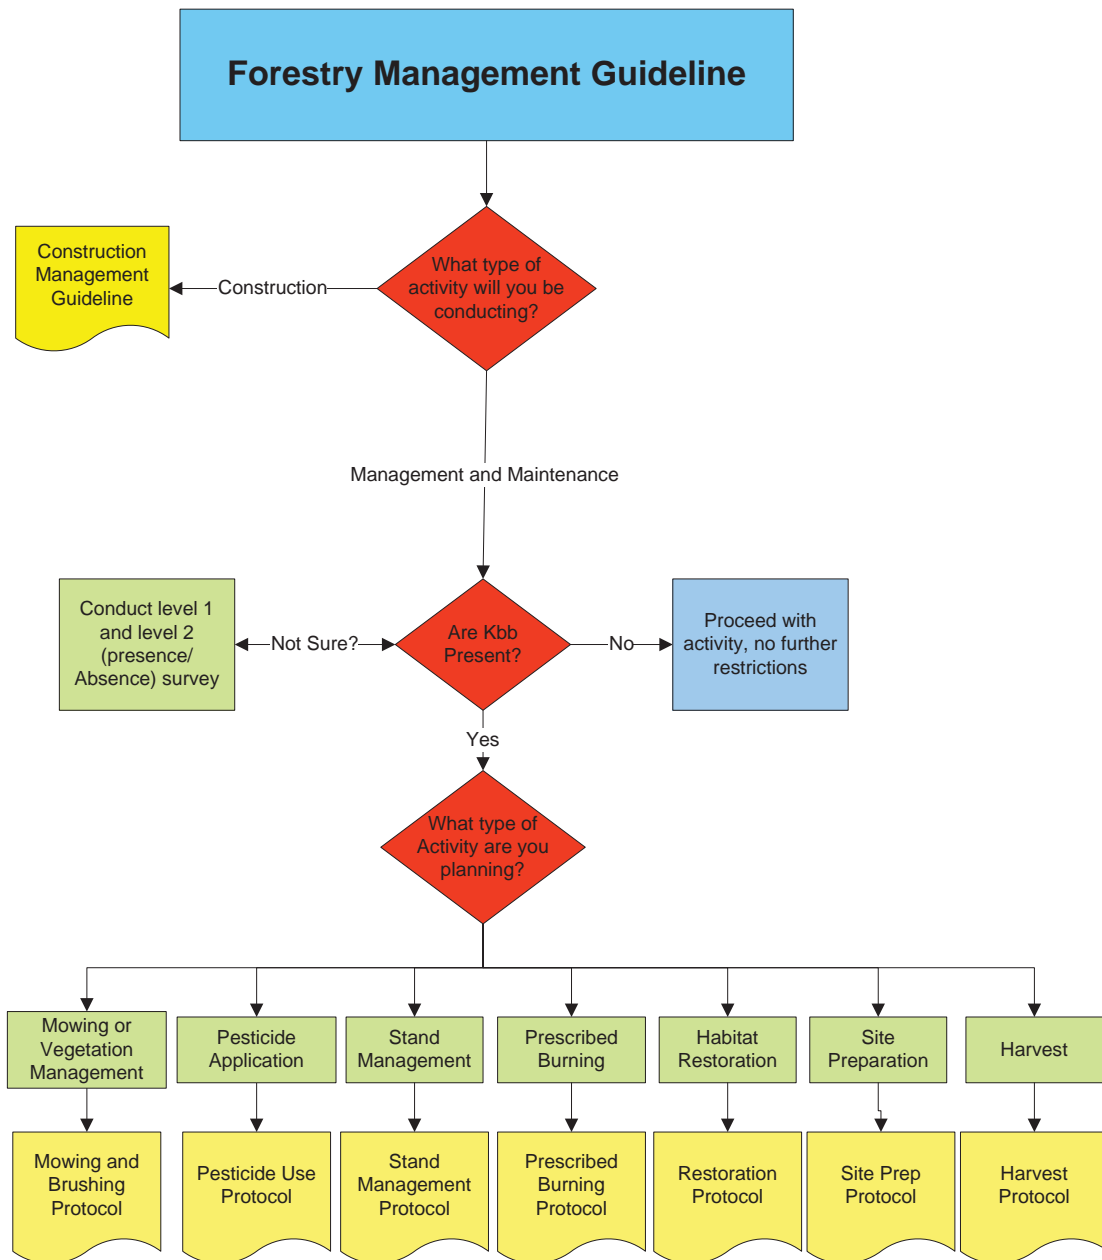 Forestry Management Guideline
What type of
activity will you be
conducting?
Construction
Construction
Management
Guideline
Management and Maintenance
Conduct level 1
and level 2
(presence/
Absence) survey
Not Sure?
Are Kbb
Present?
No
Proceed with
activity, no further
restrictions
Yes
What type of
Activity are you
planning?
Mowing or
Vegetation
Management
Pesticide
Application
Stand
Management
Prescribed
Burning
Habitat
Restoration
Site
Preparation
Harvest
Mowing and
Brushing
Protocol
Pesticide Use
Protocol
Stand
Management
Protocol
Prescribed
Burning
Protocol
Restoration
Protocol
Site Prep
Protocol
Harvest
Protocol